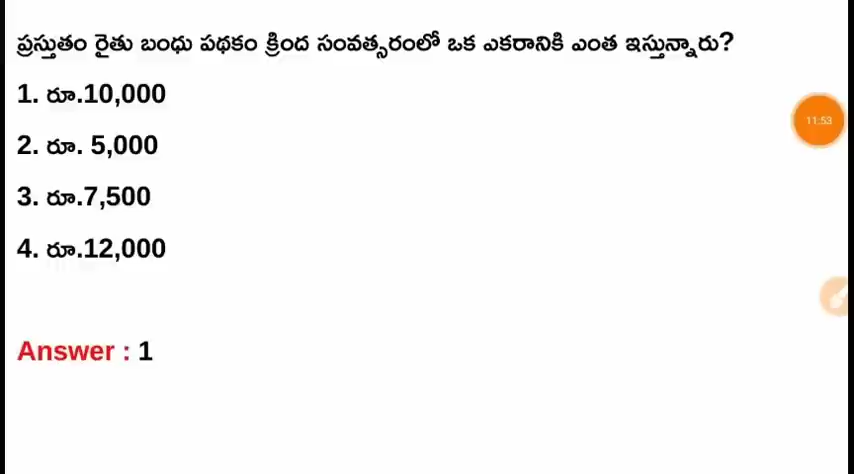 ప్రస్తుతం రైతు బంధు పథకం క్రింద సంవత్సరంలో ఒక ఎకరానికి ఎంత ఇస్తున్నారు?
1. రూ.10,000
11:53
2. రూ. 5,000
3. రూ.7,500
4. రూ.12,000
Answer : 1